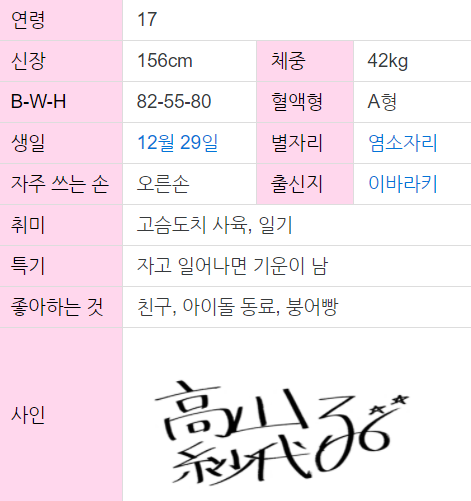 연령 17
신장 156cm 체중 42kg
B-W-H 82-55-80 혈액형 A형
생일 12월 29일 별자리 염소자리
자주 쓰는 손 오른손 출신지 이바라키
취미 고슴도치 사육, 일기
특기 자고 일어나면 기운이 남
좋아하는 것 친구, 아이돌 동료, 붕어빵
사인
高山
紗代子